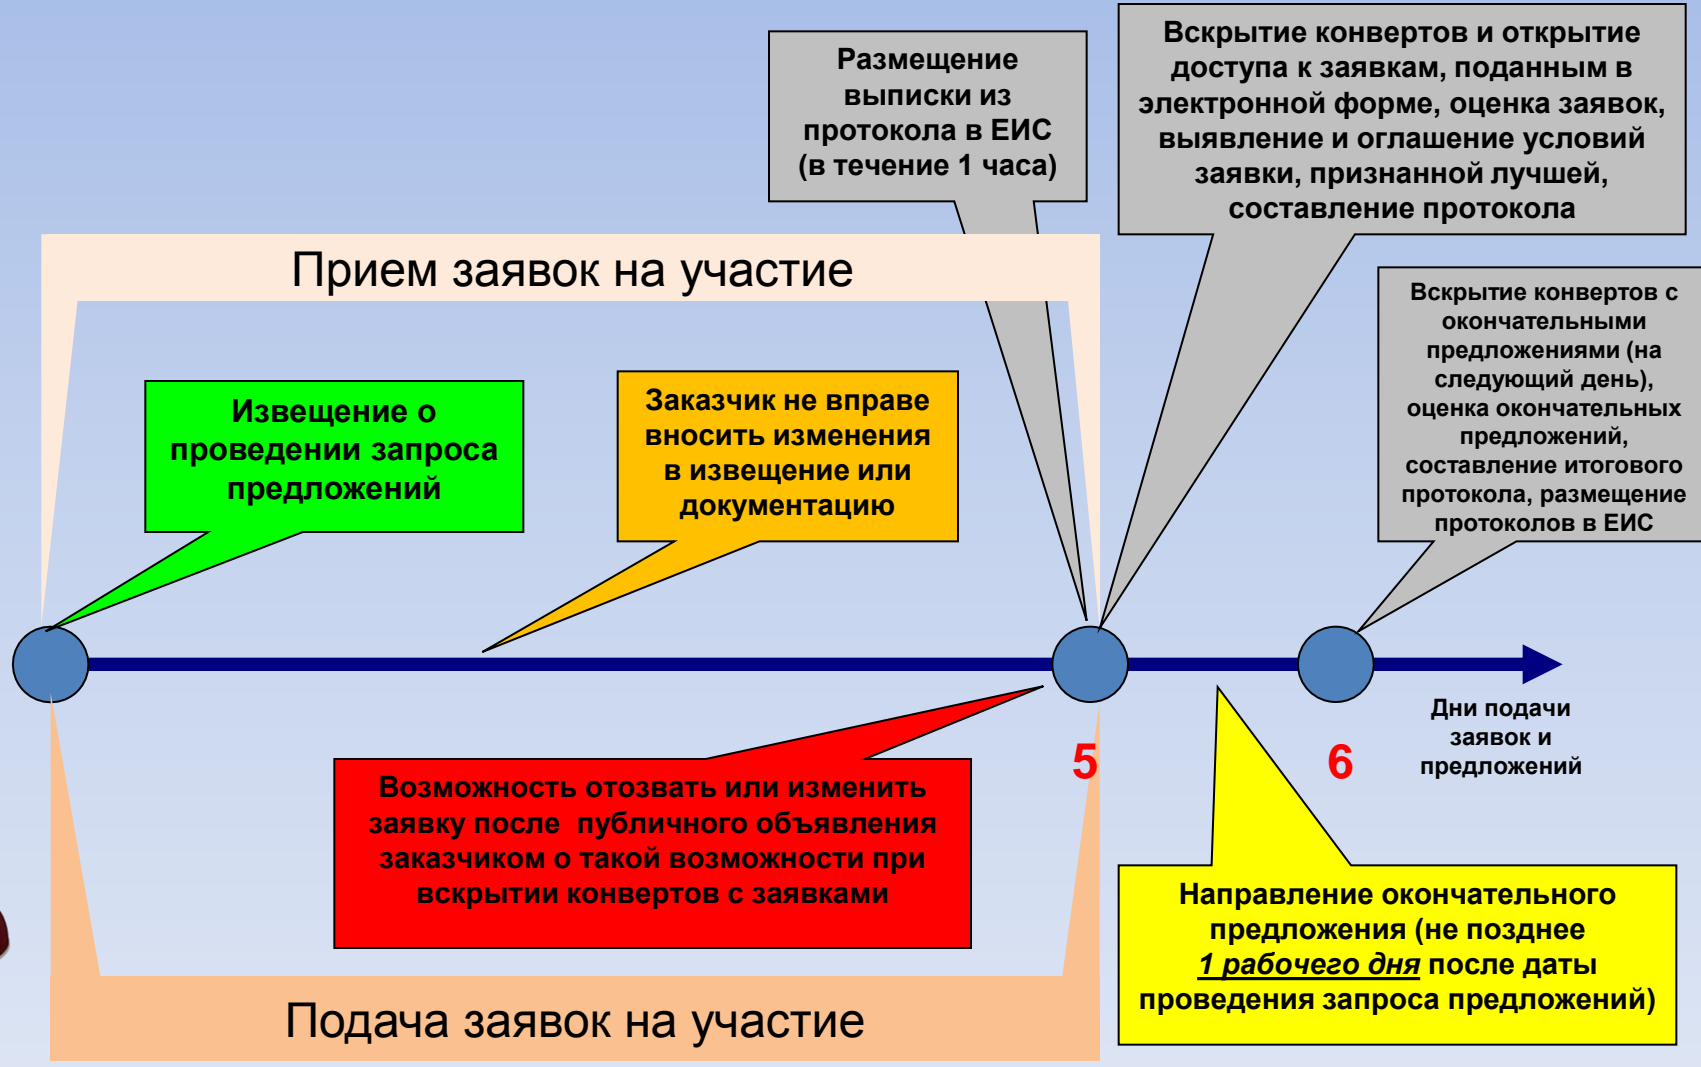 Размещение
выписки из
протокола в ЕИС
(в течение 1 часа)
Вскрытие конвертов и открытие
доступа к заявкам, поданным в
электронной форме, оценка заявок,
выявление и оглашение условий
заявки, признанной лучшей,
составление протокола
Прием заявок на участие
Вскрытие конвертов с
окончательными
предложениями (на
следующий день),
оценка окончательных
предложений,
составление итогового
протокола, размещение
протоколов в ЕИС
Извещение о
проведении запроса
предложений
Заказчик не вправе
вносить изменения
в извещение или
документацию
5
6
Дни подачи
заявок и
предложений
Возможность отозвать или изменить
заявку после публичного объявления
заказчиком о такой возможности при
вскрытии конвертов с заявками
Направление окончательного
предложения (не позднее
1 рабочего дня после даты
проведения запроса предложений)
Подача заявок на участие